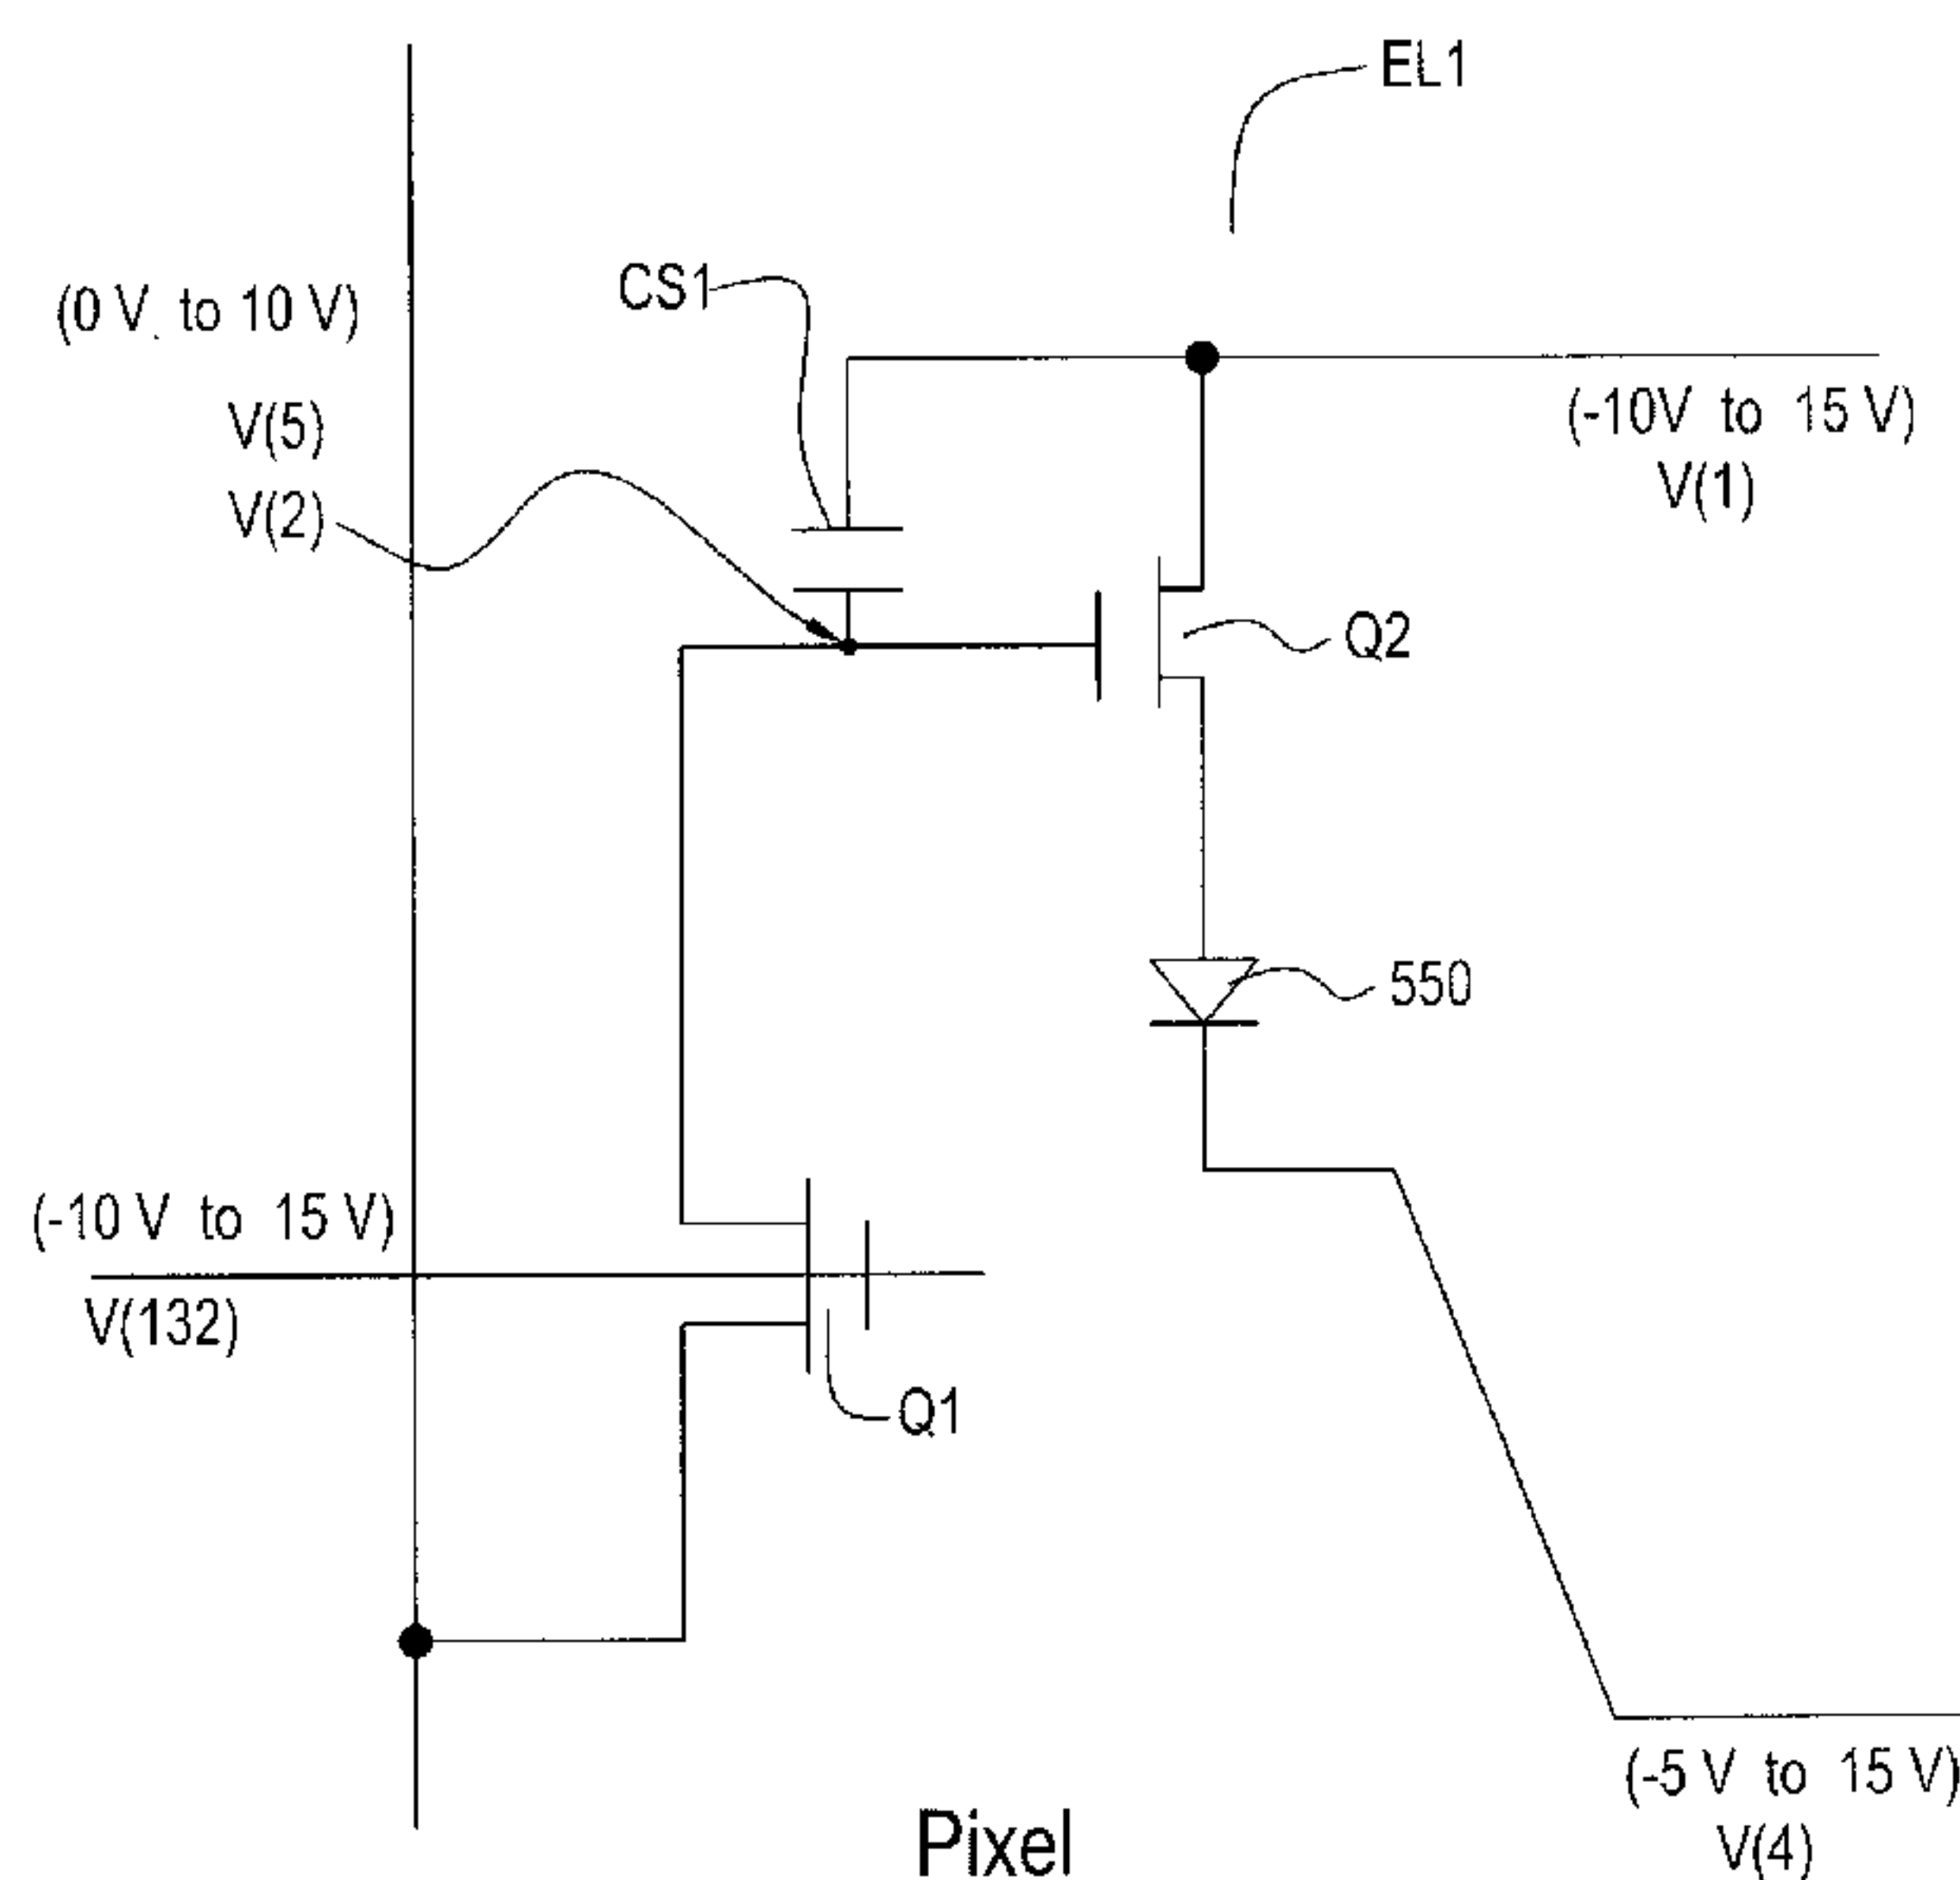 EL1
CS1
(0 V. to 10 V)
V(5)
V(2)
(-10V to 15 V)
V(1)
Q2
550
(-10 V to 15 V)
V(132)
Q1
(-5 V to 15 V)
V(4)
Pixel